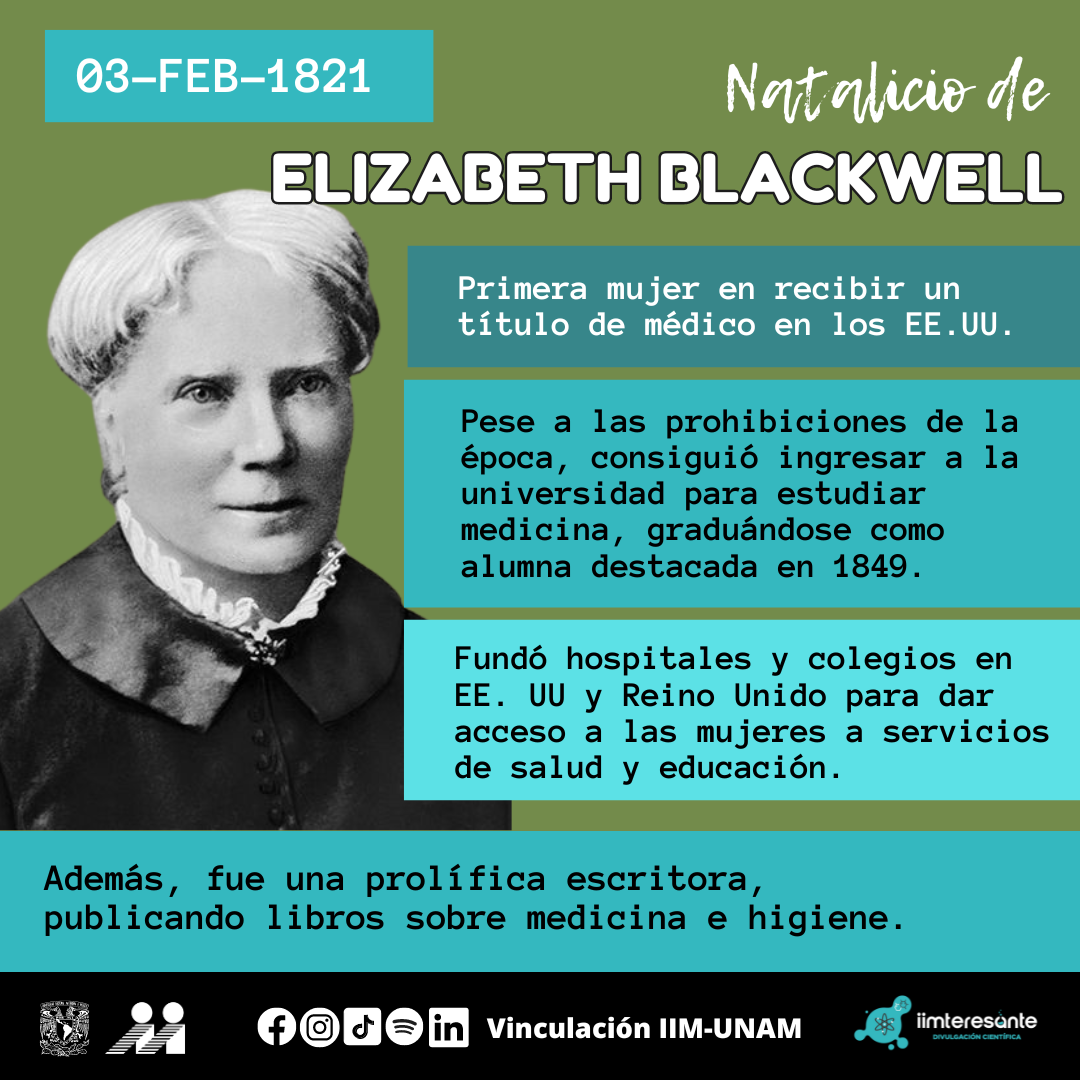 03-FEB-1821
Natalicio de
ELIZABETH BLACKWELL
Primera mujer en recibir un
título de médico en los EE.UU.
Pese a las prohibiciones de la
época, consiguió ingresar a la
universidad para estudiar
medicina, graduándose como
alumna destacada en 1849.
Fundó hospitales y colegios en
EE. UU y Reino Unido para dar
acceso a las mujeres a servicios
de salud y educación.
Además, fue una prolífica escritora,
publicando libros sobre medicina e higiene.
Vinculación IIM-UNAM
iimteresante
DIVULGACIÓN CIENTÍFICA